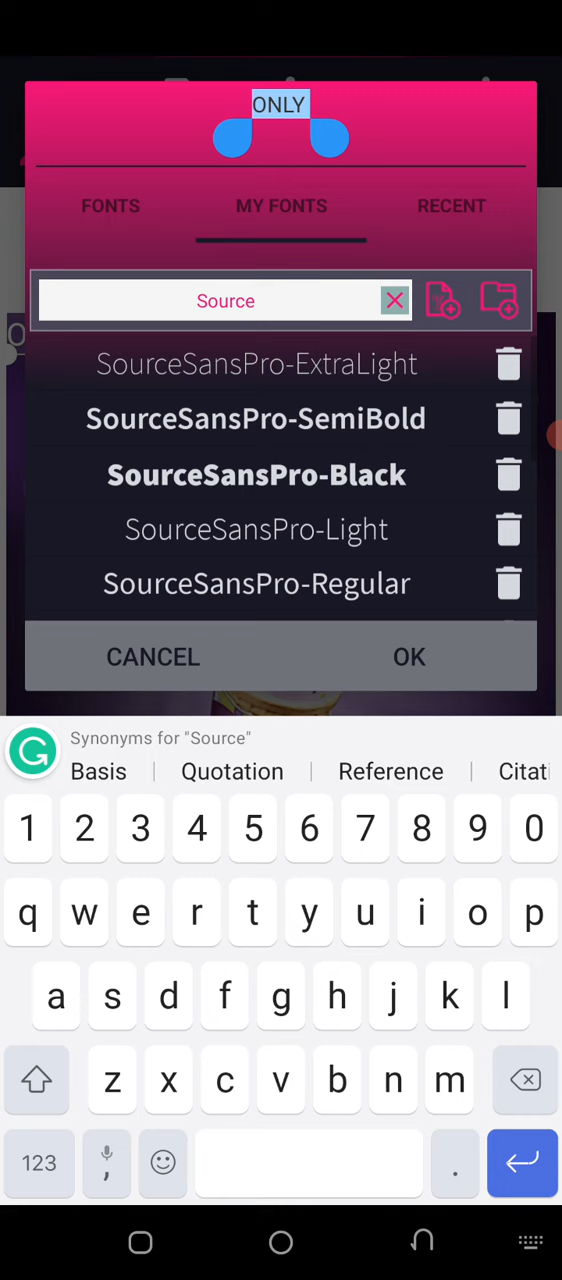 ONLY
FONTS MY FONTS RECENT
Source
SourceSansPro-ExtraLight
SourceSansPro-SemiBold
SourceSansPro-Black
SourceSansPro-Light
SourceSansPro-Regular
CANCEL OK
Synonyms for "Source"
Basis Quotation Reference Citati
1 2 3 4 5 6 7 8 9 0
q w e r t y u i o p
a s d f g h j k l
z x c v b n m
123 , .